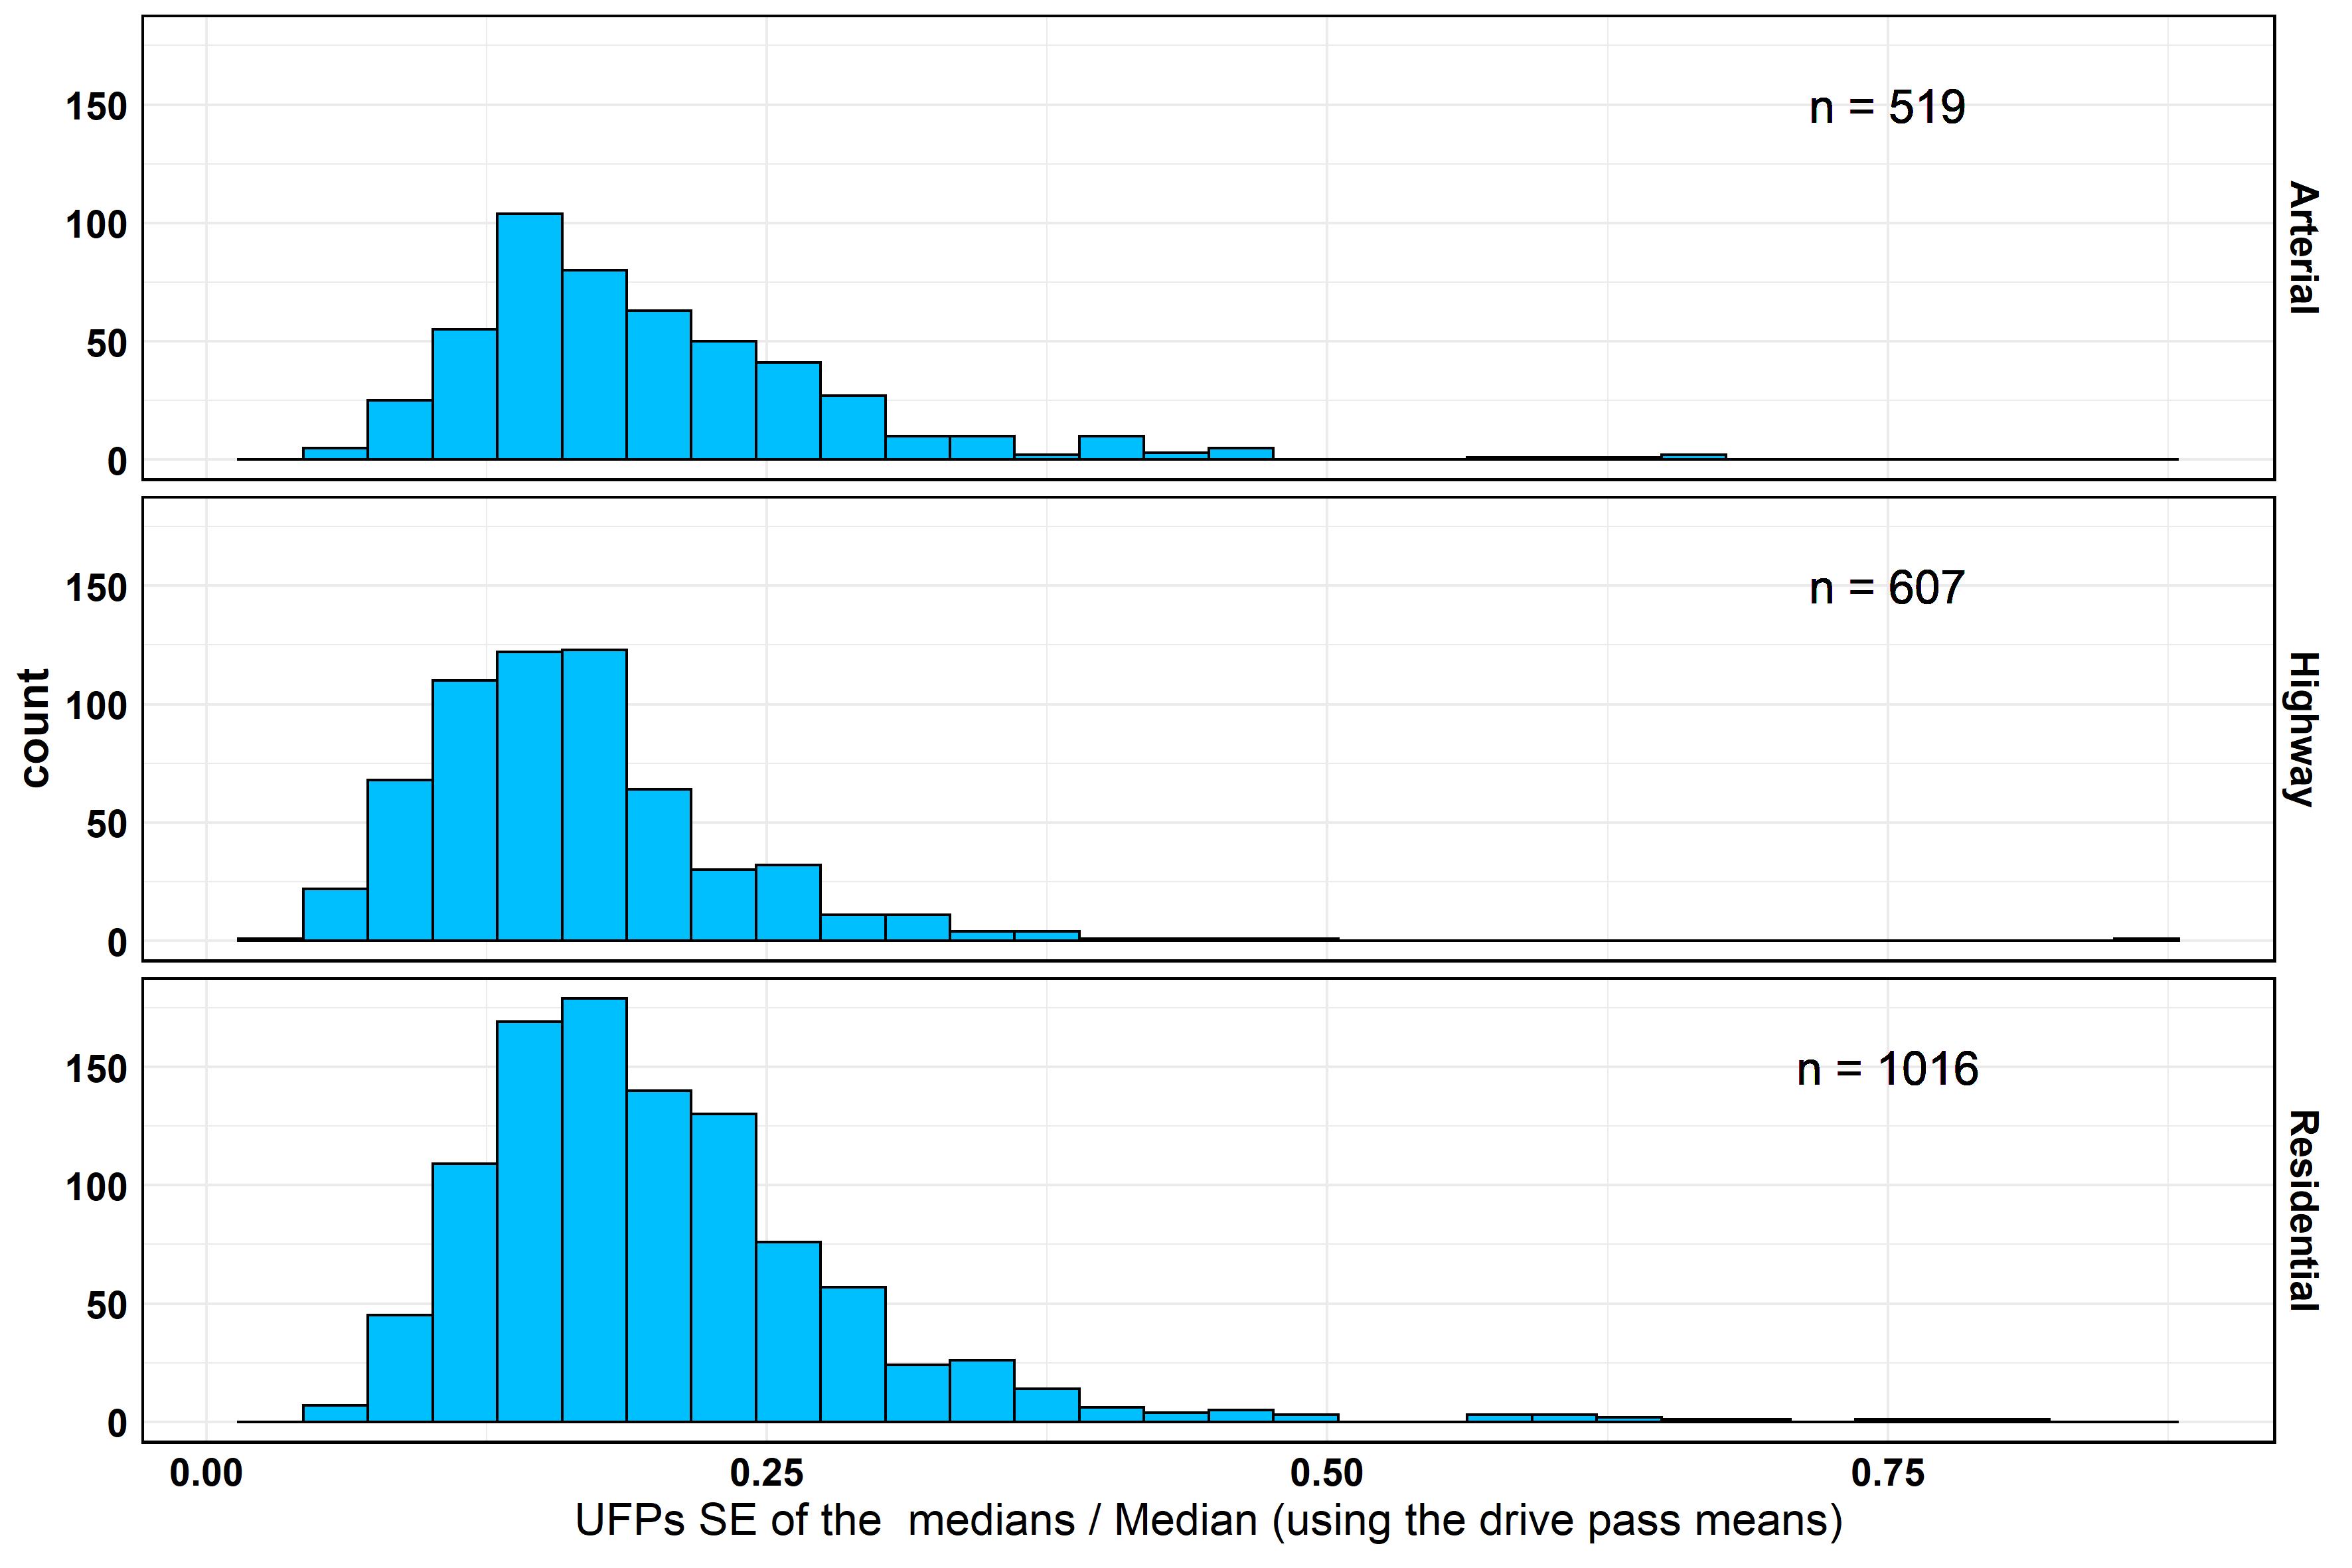 150
100
50
0
n = 519
Arterial
150
100
50
0
n = 607
Highway
count
150
100
50
0
n = 1016
Residential
0.00 0.25 0.50 0.75
UFPs SE of the  medians / Median (using the drive pass means)